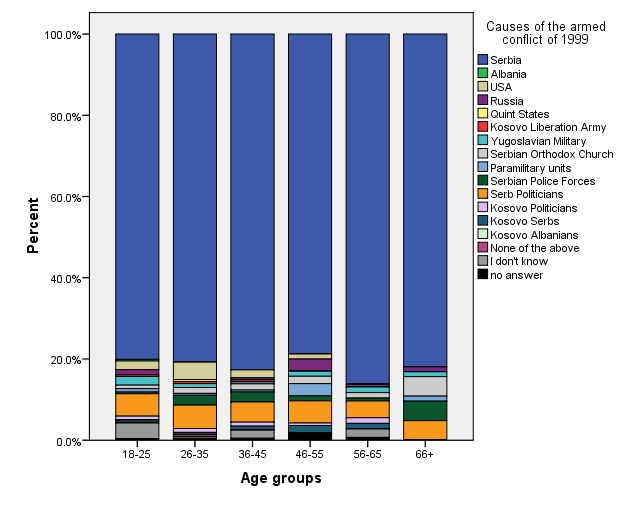 Causes of the armed
conflict of 1999
100.0%
80.0%
60.0%
40.0%
20.0%
0.0%
Percent
Serbia
Albania
USA
Russia
Quint States
Kosovo Liberation Army
Yugoslavian Military
Serbian Orthodox Church
Paramilitary units
Serbian Police Forces
Serb Politicians
Kosovo Politicians
Kosovo Serbs
Kosovo Albanians
None of the above
I don't know
no answer
18-25 26-35 36-45 46-55 56-65 66+
Age groups